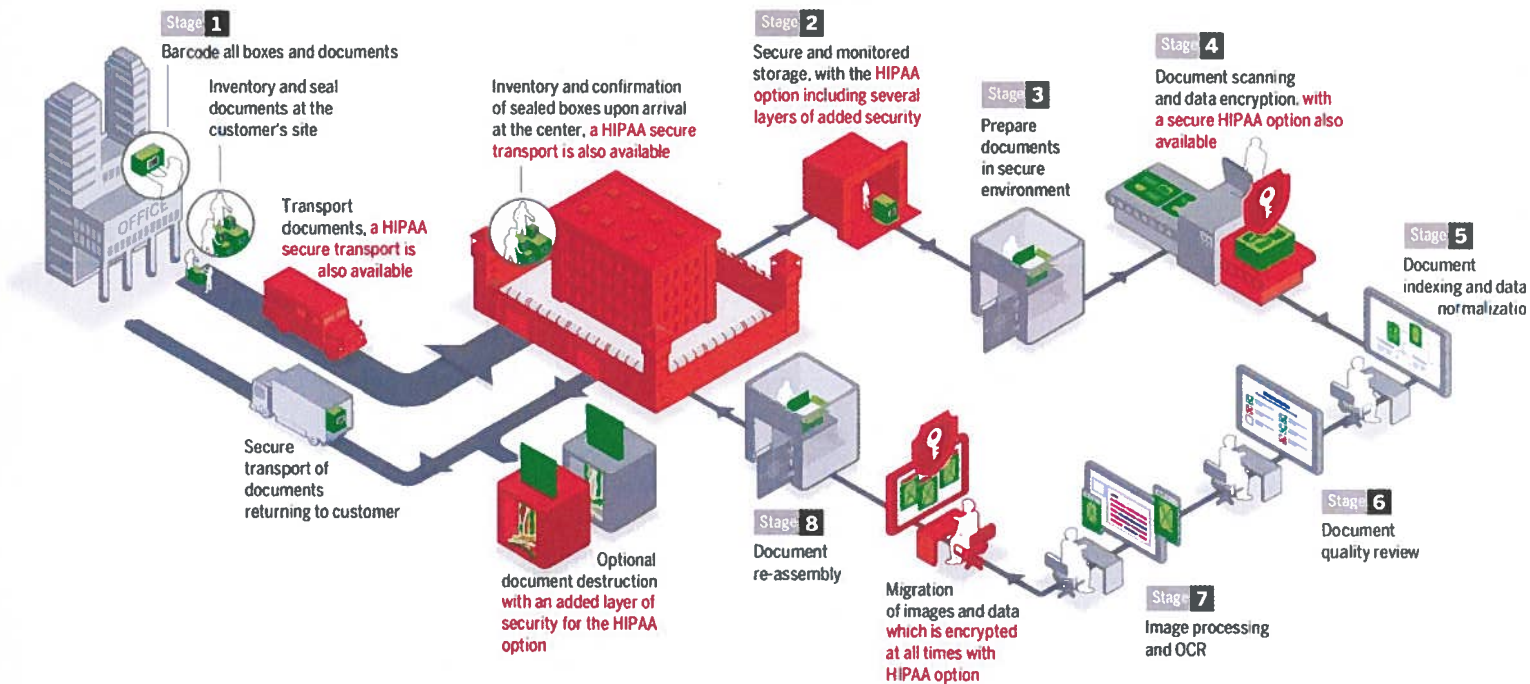 Stage 1
Barcode all boxes and documents
Inventory and seal
documents at the
customer's site
OFFICE
Transport
documents, a HIPAA
secure transport is
also available
Inventory and confirmation
of sealed boxes upon arrival
at the center, a HIPAA secure
transport is also available
Stage 2
Secure and monitored
storage, with the HIPAA
option including several
layers of added security
Stage 3
Prepare
documents
in secure
environment
Stage 4
Document scanning
and data encryption, with
a secure HIPAA option also
available
Stage 5
Document
indexing and data
normalizatio
Stage 6
Document
quality review
Stage 7
Image processing
and OCR
Migration
of images and data
which is encrypted
at all times with
HIPAA option
Stage 8
Document
re-assembly
Optional
document destruction
with an added layer of
security for the HIPAA
option
Secure
transport of
documents
returning to customer